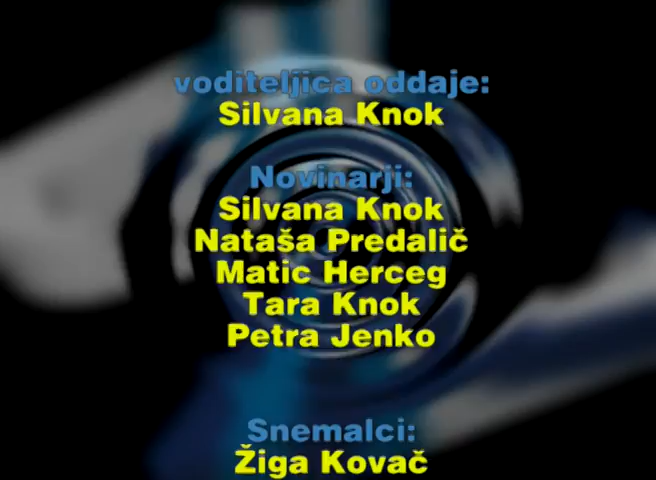 voditeljica oddaje:
Silvana Knok
Novinarji:
Silvana Knok
Nataša Predalič
Matic Herceg
Tara Knok
Petra Jenko
Snemalci:
Žiga Kovač